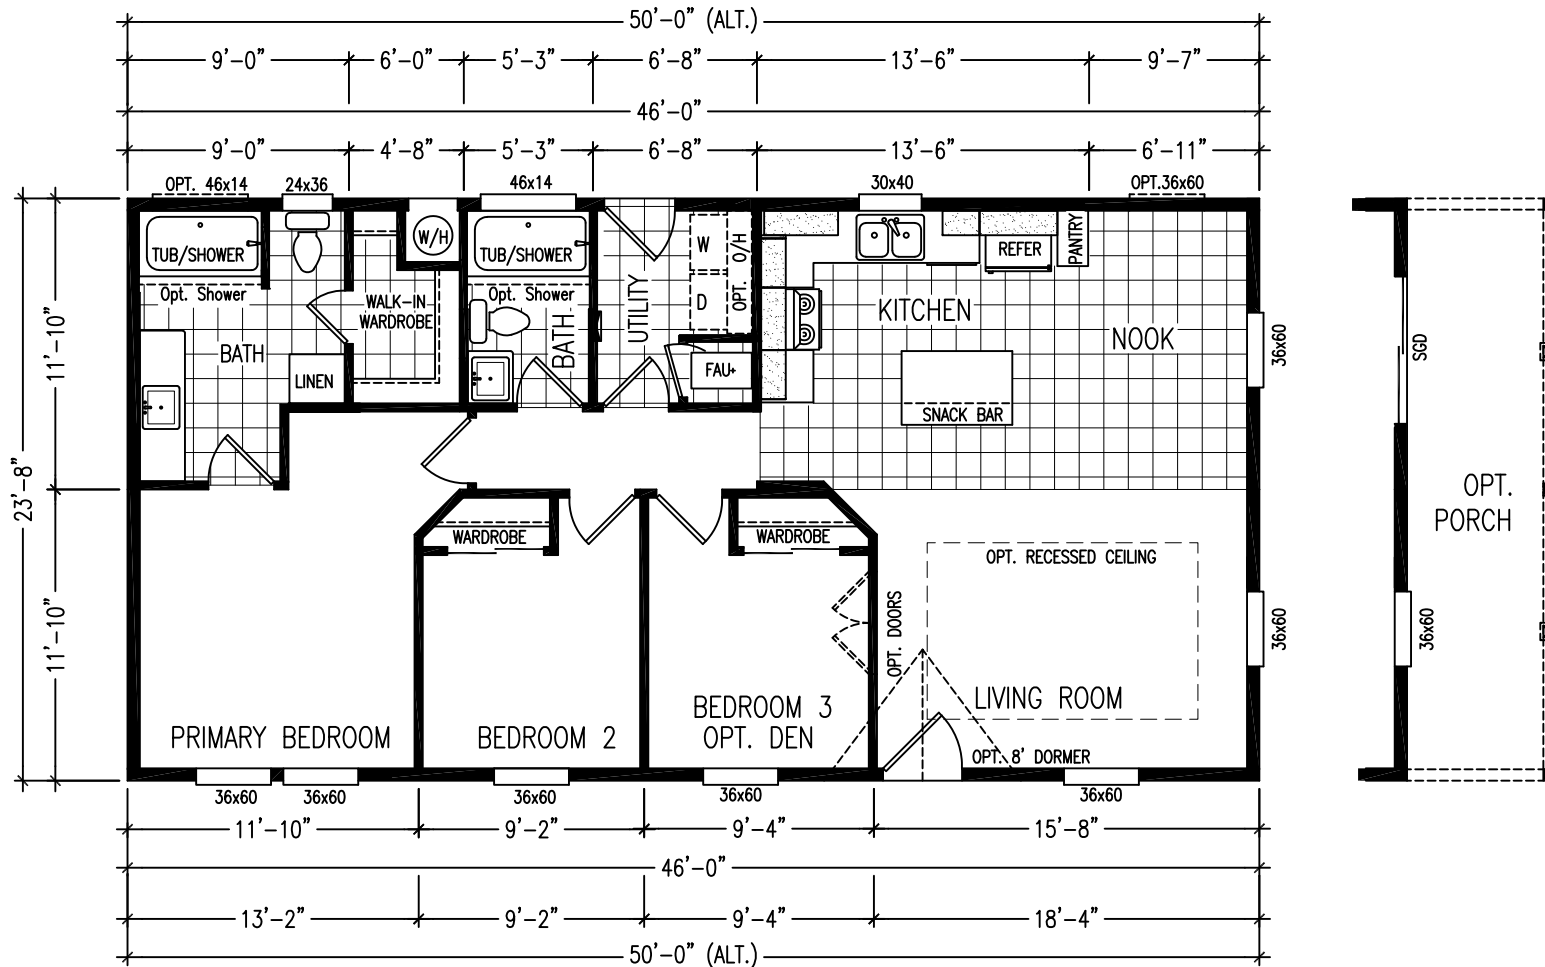 50'-0" (ALT.)
9'-0" 6'-0" 5'-3" 6'-8" 13'-6" 9'-7"
46'-0"
9'-0" 4'-8" 5'-3" 6'-8" 13'-6" 6'-11"
OPT. 46x14
24x36
46x14
30x40
OPT.36x60
TUB/SHOWER
W/H
TUB/SHOWER
W
D
OPT. O/H
REFER
PANTRY
Opt. Shower
WALK-IN
WARDROBE
Opt. Shower
UTILITY
KITCHEN
NOOK
36x60
SGD
11'-10"
BATH
LINEN
BATH
FAU+
SNACK BAR
23'-8"
OPT.
PORCH
WARDROBE
WARDROBE
OPT. RECESSED CEILING
11'-10"
OPT. DOORS
36x60
36x60
PRIMARY BEDROOM
BEDROOM 2
BEDROOM 3
OPT. DEN
LIVING ROOM
OPT. 8' DORMER
36x60
36x60
36x60
36x60
36x60
11'-10" 9'-2" 9'-4" 15'-8"
46'-0"
13'-2" 9'-2" 9'-4" 18'-4"
50'-0" (ALT.)